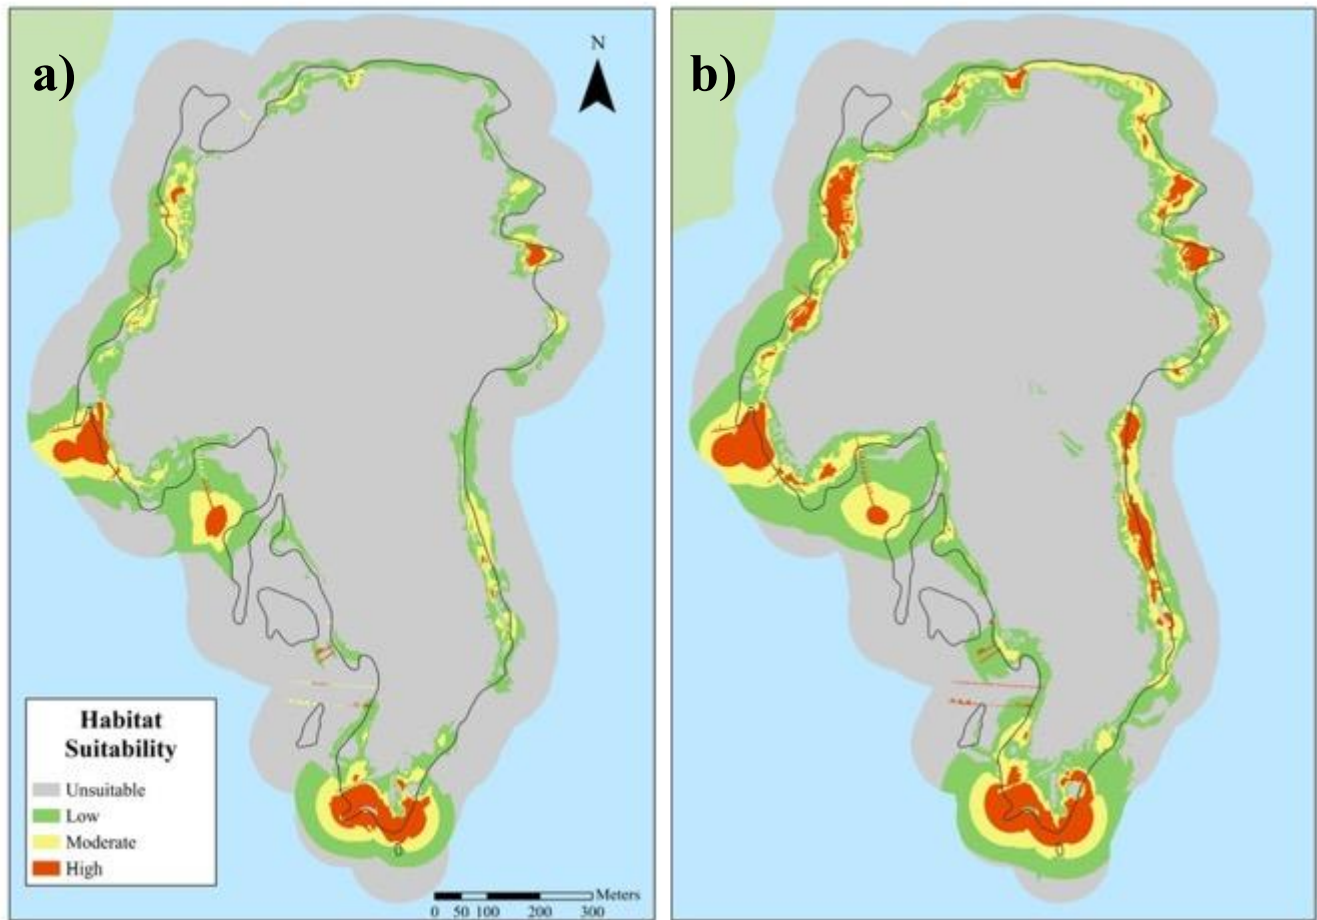 a)
N
b)
Habitat
Suitability
Unsuitable
Low
Moderate
High
Meters
0 50 100 200 300